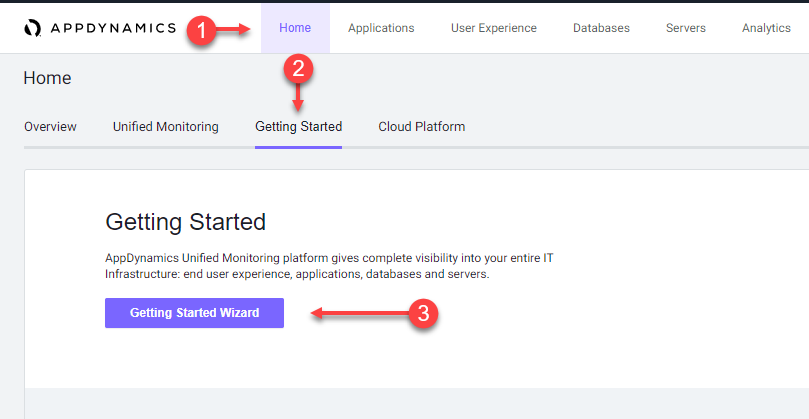 APPDYNAMICS 1 Home Applications User Experience Databases Servers Analytics
Home
2
Overview Unified Monitoring Getting Started Cloud Platform
Getting Started
AppDynamics Unified Monitoring platform gives complete visibility into your entire IT
Infrastructure: end user experience, applications, databases and servers.
Getting Started Wizard 3